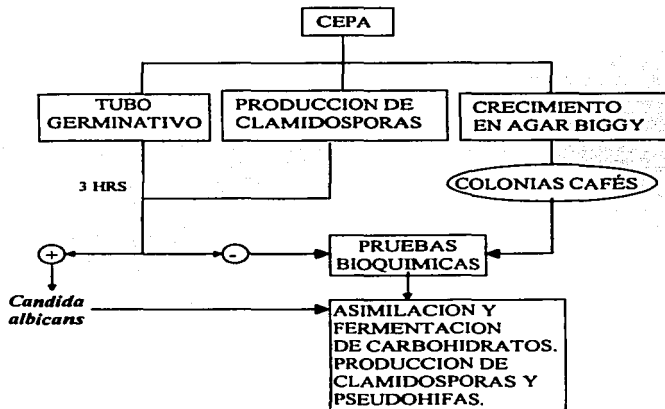 CEPA
TUBO
GERMINATIVO
PRODUCCION DE
CLAMIDOSPORAS
CRECIMIENTO
EN AGAR BIGGY
3 HRS
COLONIAS CAFÉS
+
-
PRUEBAS
BIOQUIMICAS
Candida
albicans
ASIMILACION Y
FERMENTACION
DE CARBOHIDRATOS.
PRODUCCION DE
CLAMIDOSPORAS Y
PSEUDOHIFAS.